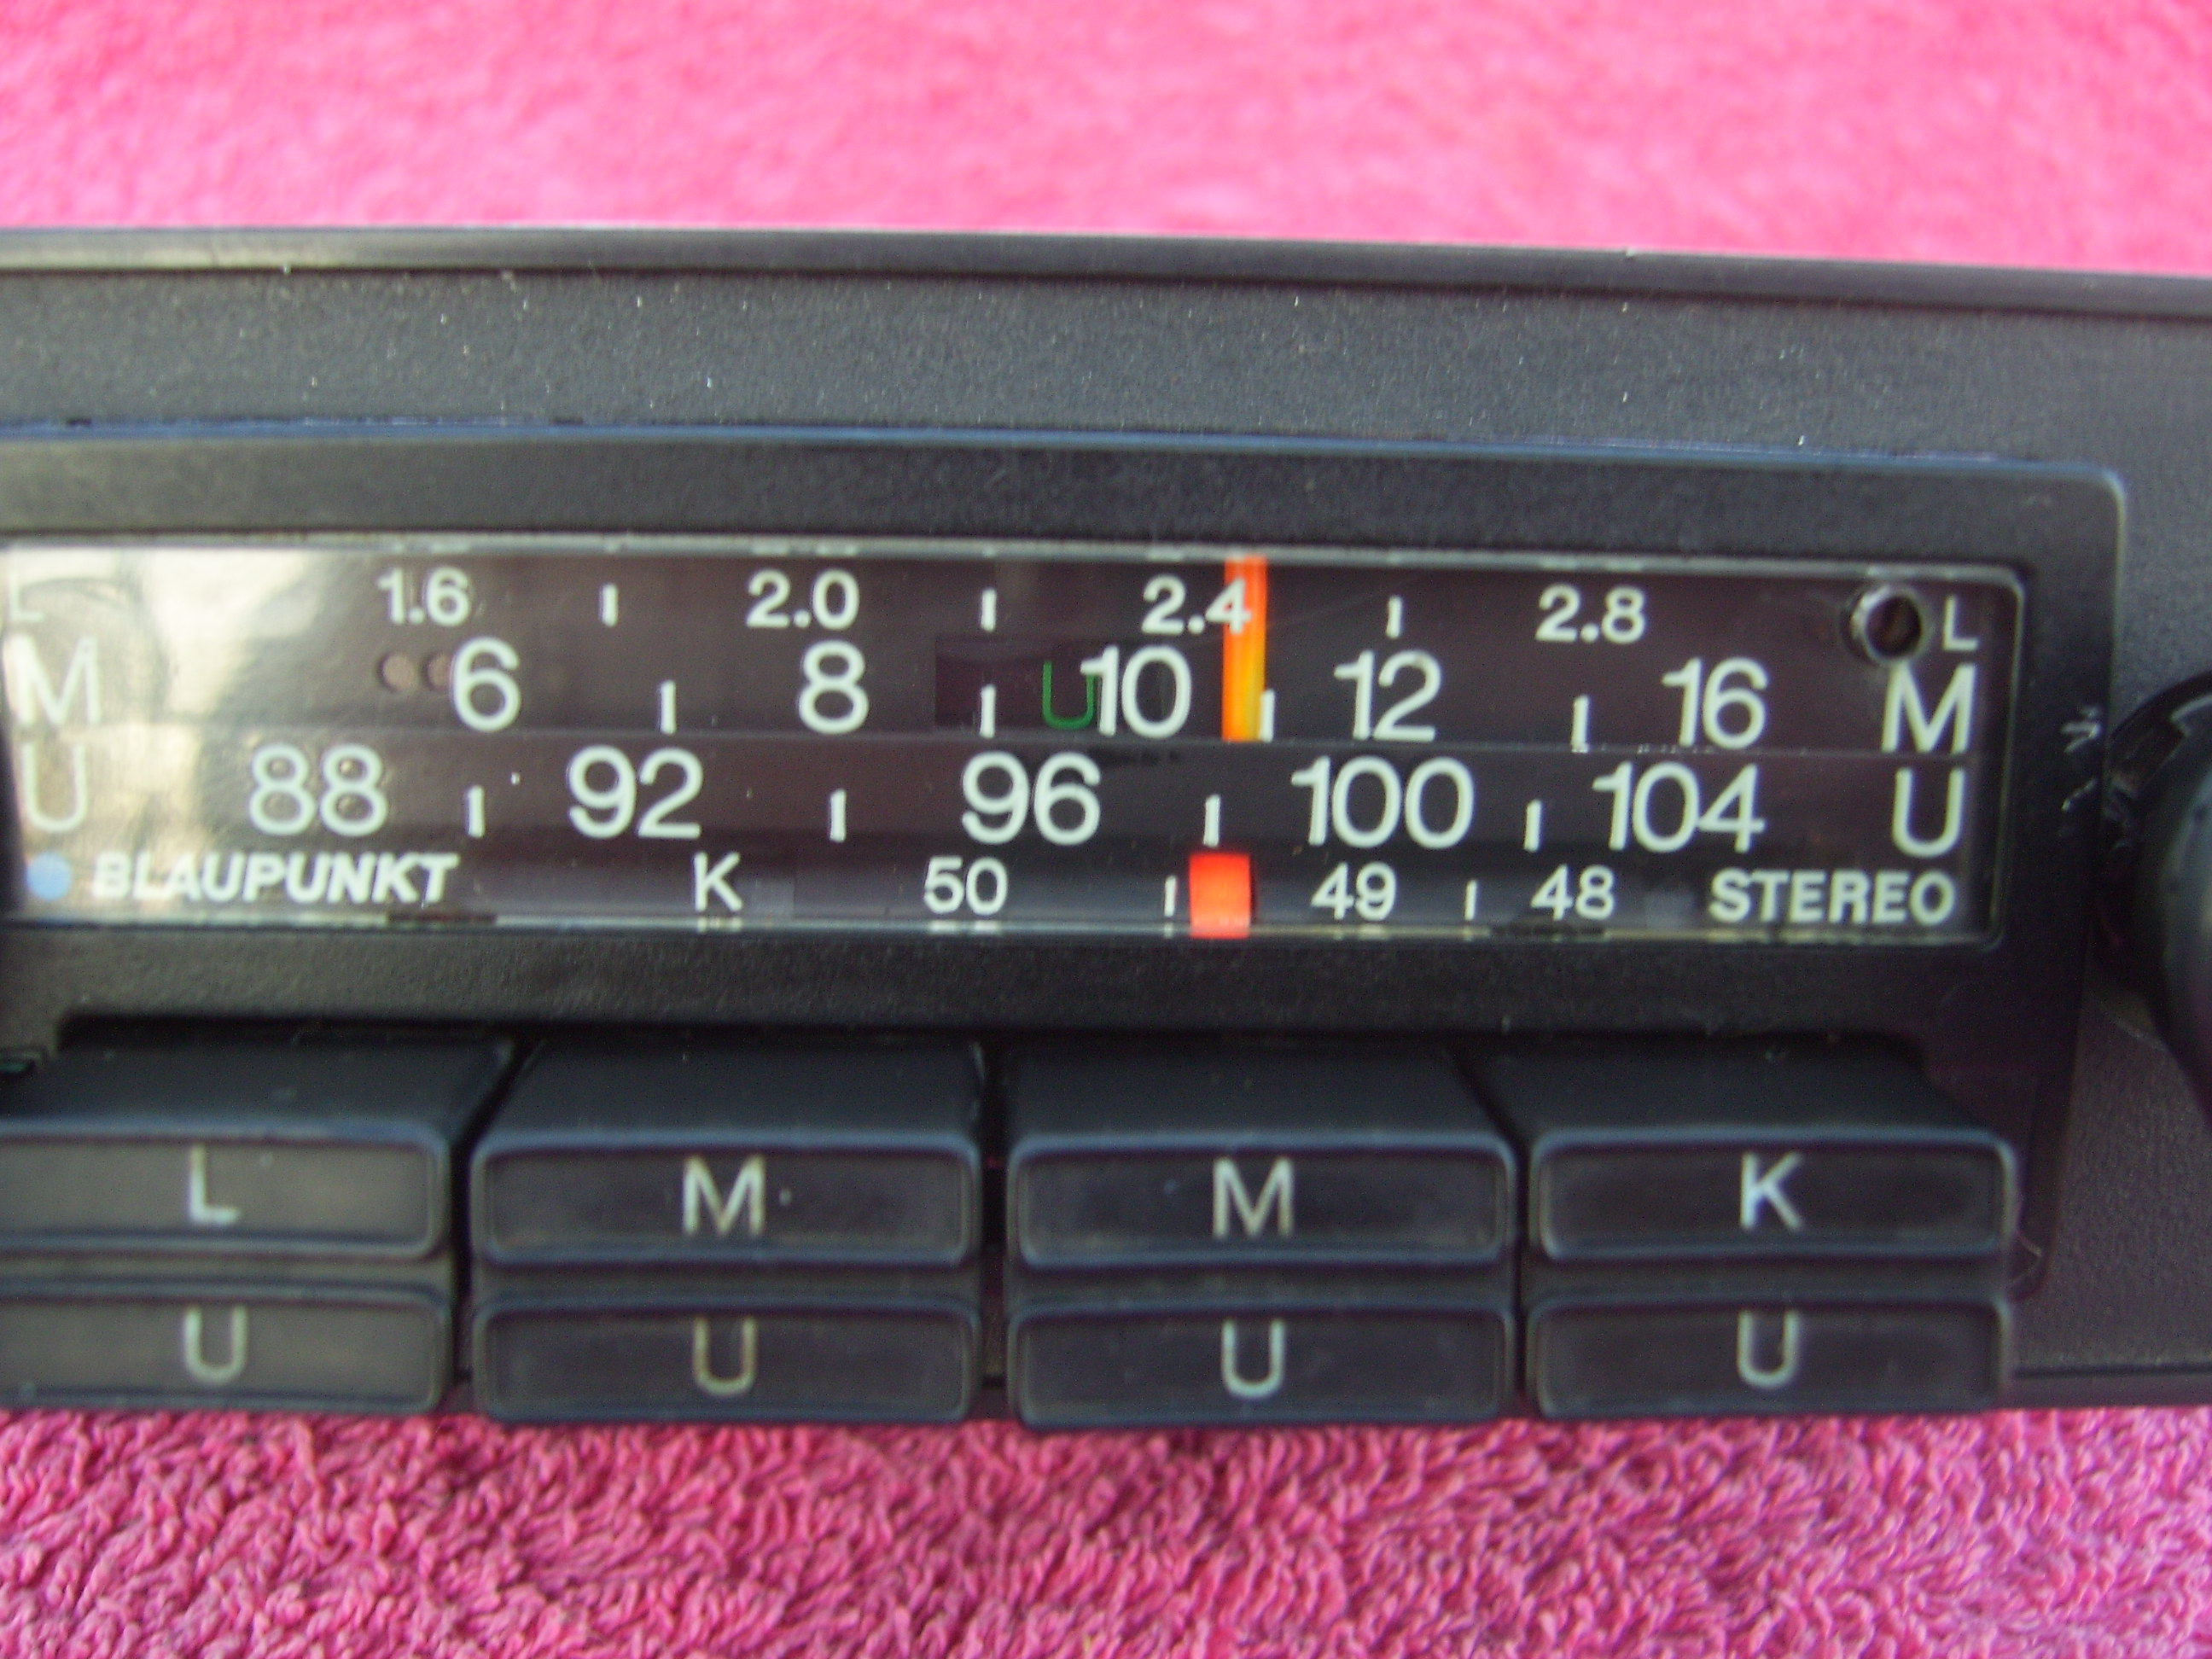 L 1.6 2.0 2.4 2.8 L
M 6 8 U 10 12 16 M
U 88 92 96 100 104 U
BLAUPUNKT K 50 49 48 STEREO
L M M K
U U U U